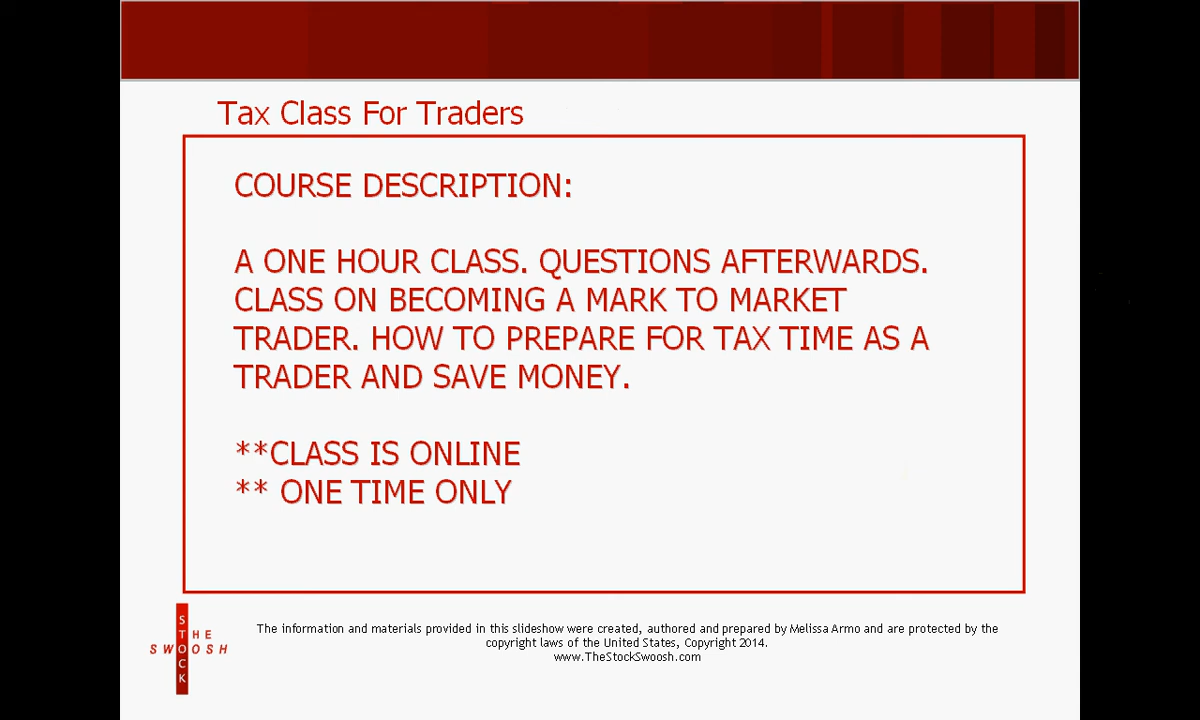 Tax Class For Traders
COURSE DESCRIPTION:
A ONE HOUR CLASS. QUESTIONS AFTERWARDS.
CLASS ON BECOMING A MARK TO MARKET
TRADER. HOW TO PREPARE FOR TAX TIME AS A
TRADER AND SAVE MONEY.
**CLASS IS ONLINE
** ONE TIME ONLY
THE
STOCK
SWOOSH
The information and materials provided in this slideshow were created, authored and prepared by Melissa Armo and are protected by the
copyright laws of the United States, Copyright 2014.
www.TheStockSwoosh.com